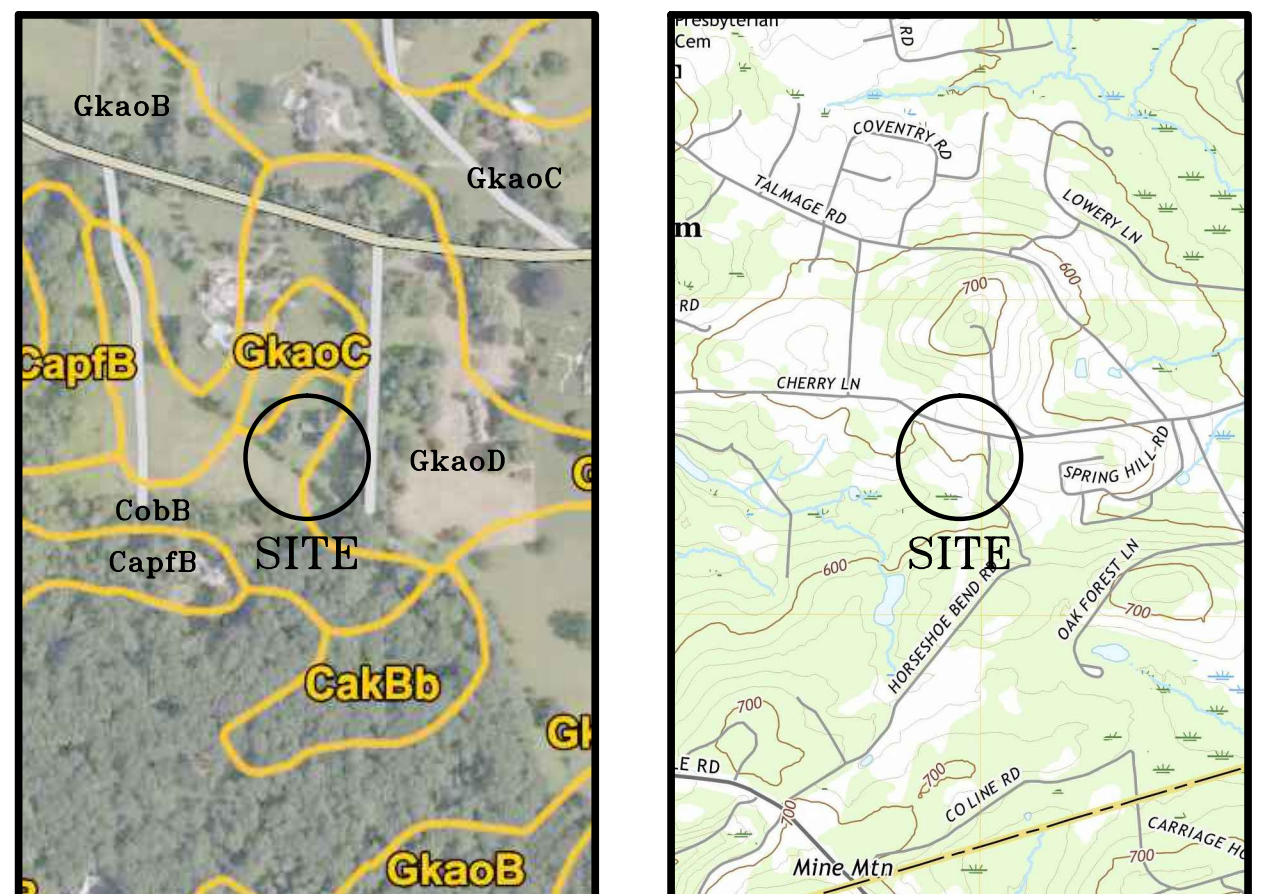 GkaoB
GkaoC
CapfB
GkaoC
GkaoD
G
CobB
CapfB
SITE
CakBb
Gk
GkaoB
Presbyterian
Cem
RD
COVENTRY RD
TALMAGE RD
LOWERY LN
m
600
700
RD
CHERRY LN
SPRING HILL RD
SITE
600
HORSESHOE BEND RD
OAK FOREST LN
700
700
LE RD
700
CO LINE RD
700
CARRIAGE HO
700
Mine Mtn